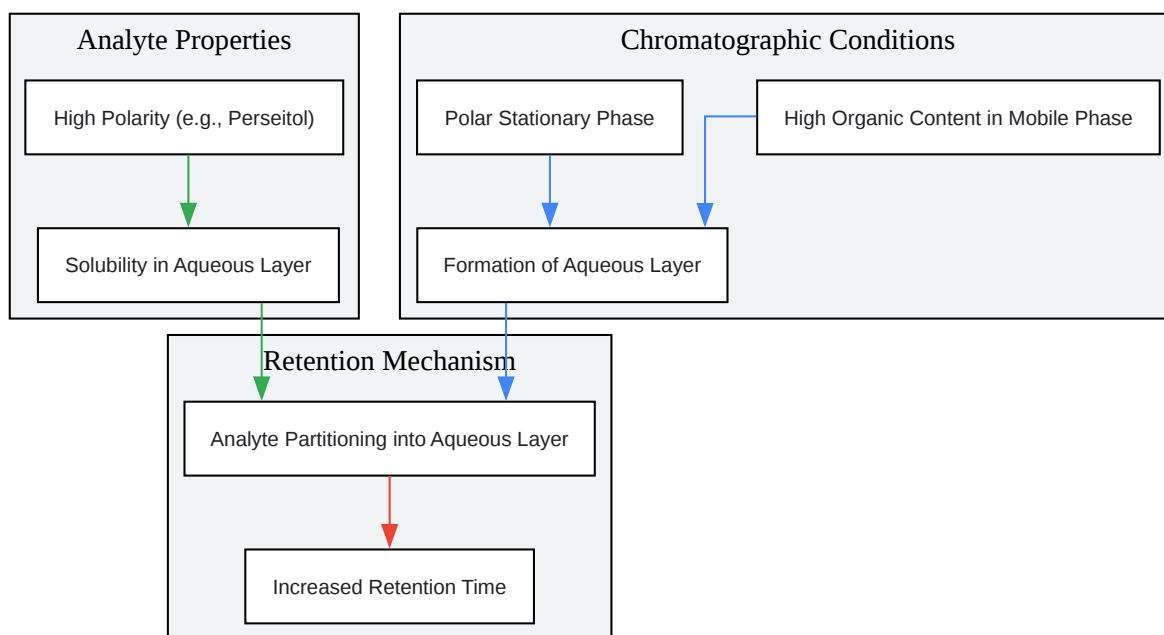 Analyte Properties
Chromatographic Conditions
High Polarity (e.g., Perseitol)
Polar Stationary Phase
High Organic Content in Mobile Phase
Solubility in Aqueous Layer
Formation of Aqueous Layer
Retention Mechanism
Analyte Partitioning into Aqueous Layer
Increased Retention Time